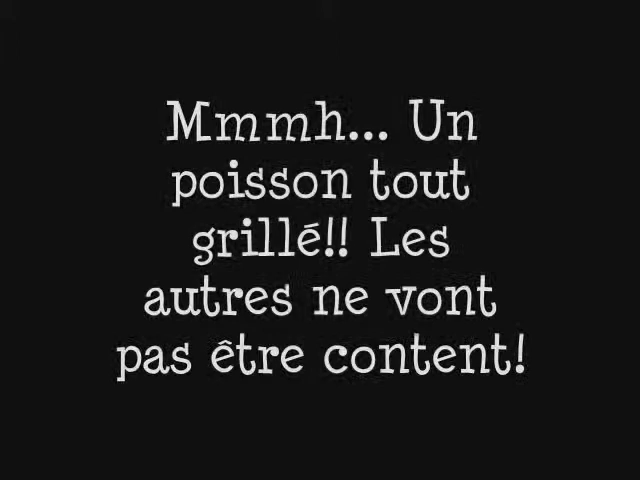 Mmmh... Un
poisson tout
grillé!! Les
autres ne vont
pas être content!